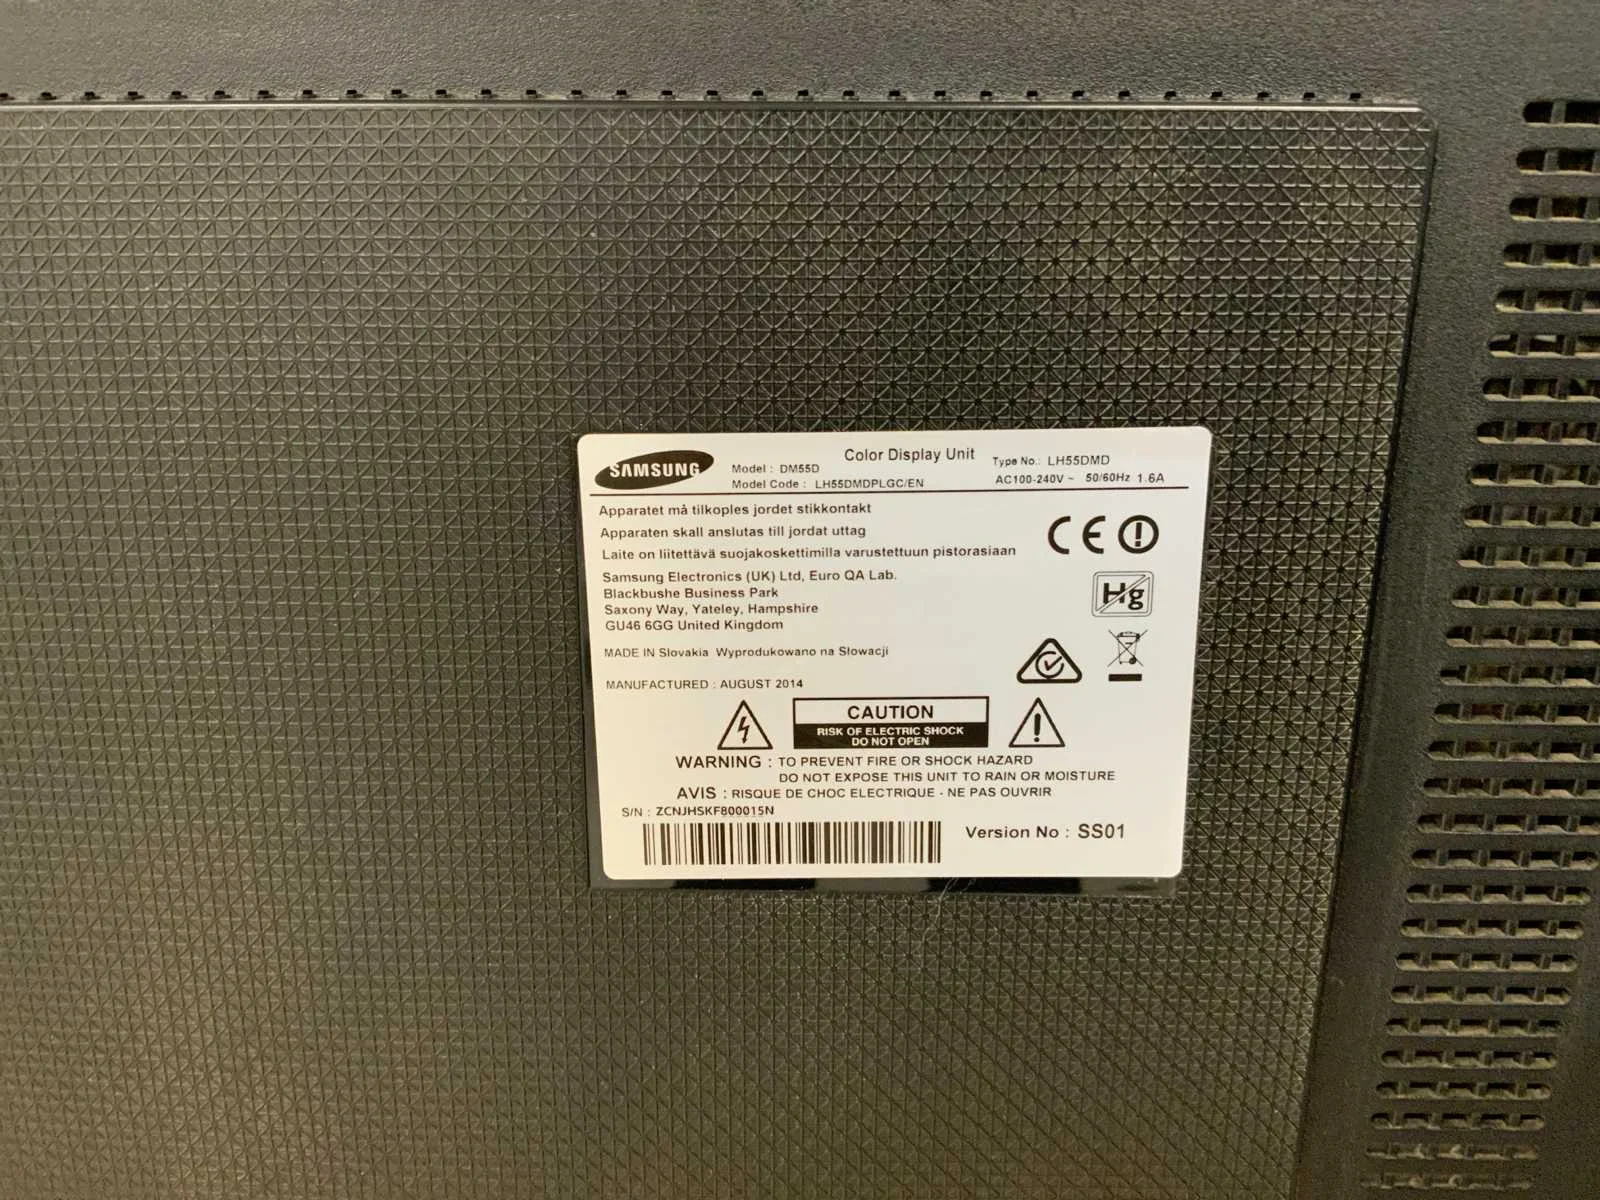 SAMSUNG
Color Display Unit
Model : DM55D
Type No.: LH55DMD
Model Code : LH55DMDPLGC/EN
AC100-240V ~ 50/60Hz 1.6A
Apparatet må tilkoples jordet stikkontakt
Apparaten skall anslutas till jordat uttag
Laite on liitettävä suojakoskettimilla varustettuun pistorasiaan
CE
Samsung Electronics (UK) Ltd, Euro QA Lab.
Blackbushe Business Park
Saxony Way, Yateley, Hampshire
GU46 6GG United Kingdom
Hg
MADE IN Slovakia Wyprodukowano na Słowacji
MANUFACTURED : AUGUST 2014
CAUTION
RISK OF ELECTRIC SHOCK
DO NOT OPEN
WARNING : TO PREVENT FIRE OR SHOCK HAZARD
DO NOT EXPOSE THIS UNIT TO RAIN OR MOISTURE
AVIS : RISQUE DE CHOC ELECTRIQUE - NE PAS OUVRIR
S/N : ZCNJHSKF800015N
Version No : SS01